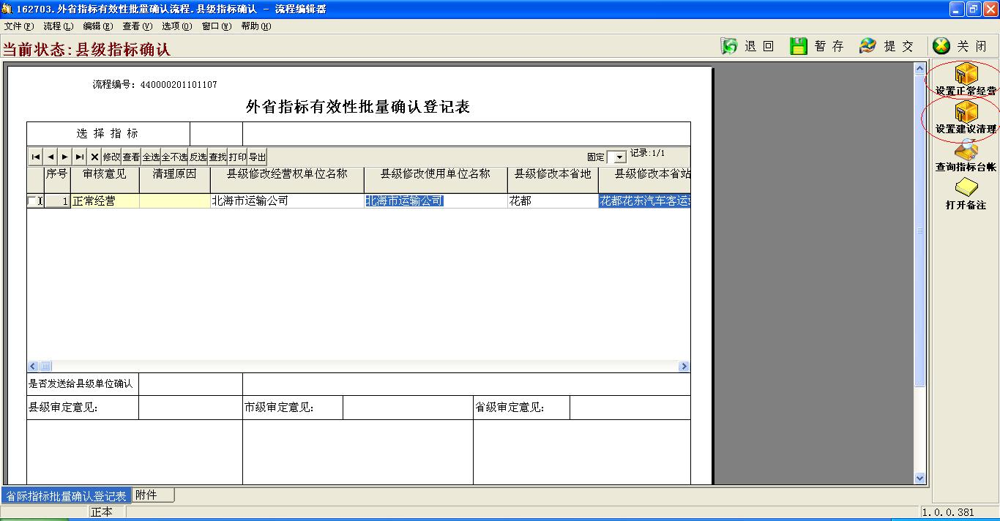 162703.外省指标有效性批量确认流程.县级指标确认 - 流程编辑器
文件(F) 流程(L) 编辑(E) 查看(V) 选项(O) 窗口(W) 帮助(H)
当前状态:县级指标确认 退 回 暂 存 提 交 关 闭
设置正常经营
设置建议清理
查询指标台帐
打开备注
流程编号: 440000201101107
外省指标有效性批量确认登记表
选 择 指 标
修改 查看 全选 全不选 反选 查找 打印 导出 固定 记录:1/1
序号 审核意见 清理原因 县级修改经营权单位名称 县级修改使用单位名称 县级修改本省地 县级修改本省站
1 正常经营 北海市运输公司 北海市运输公司 花都 花都花东汽车客运
是否发送给县级单位确认
县级审定意见: 市级审定意见: 省级审定意见:
省际指标批量确认登记表 附件
正本 1.0.0.381